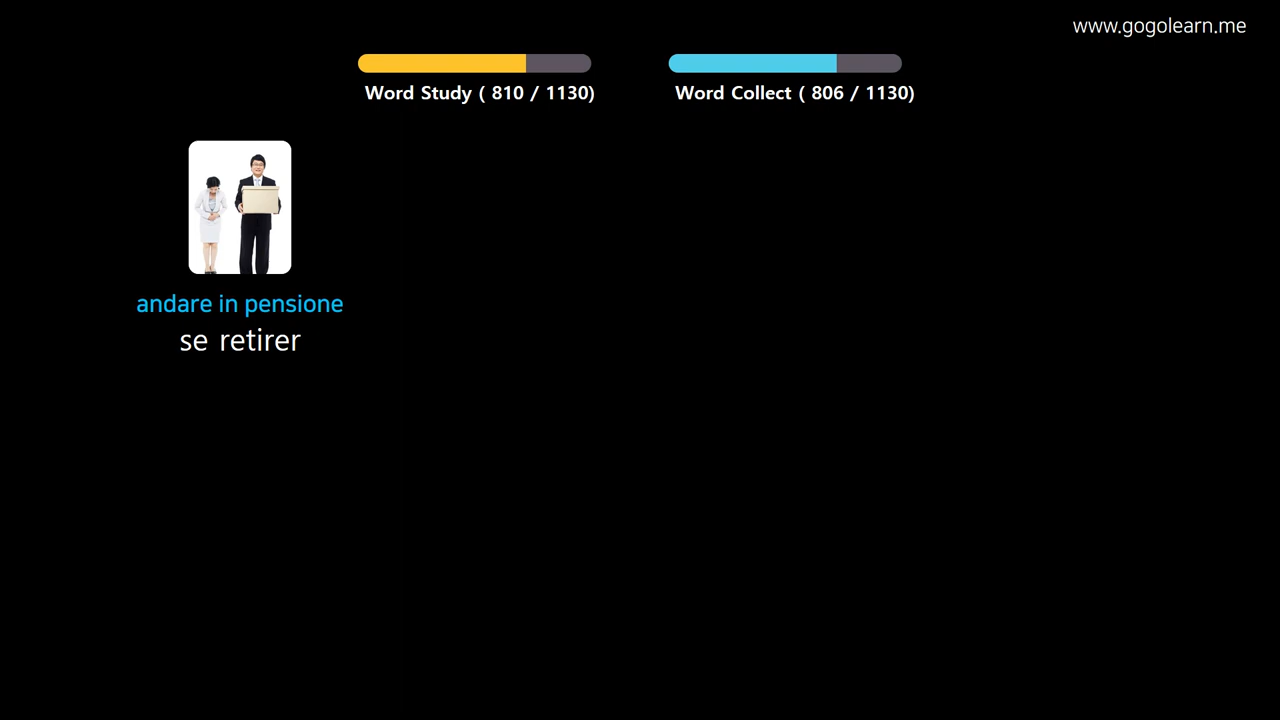 www.gogolearn.me
Word Study ( 810 / 1130)
Word Collect ( 806 / 1130)
andare in pensione
se retirer